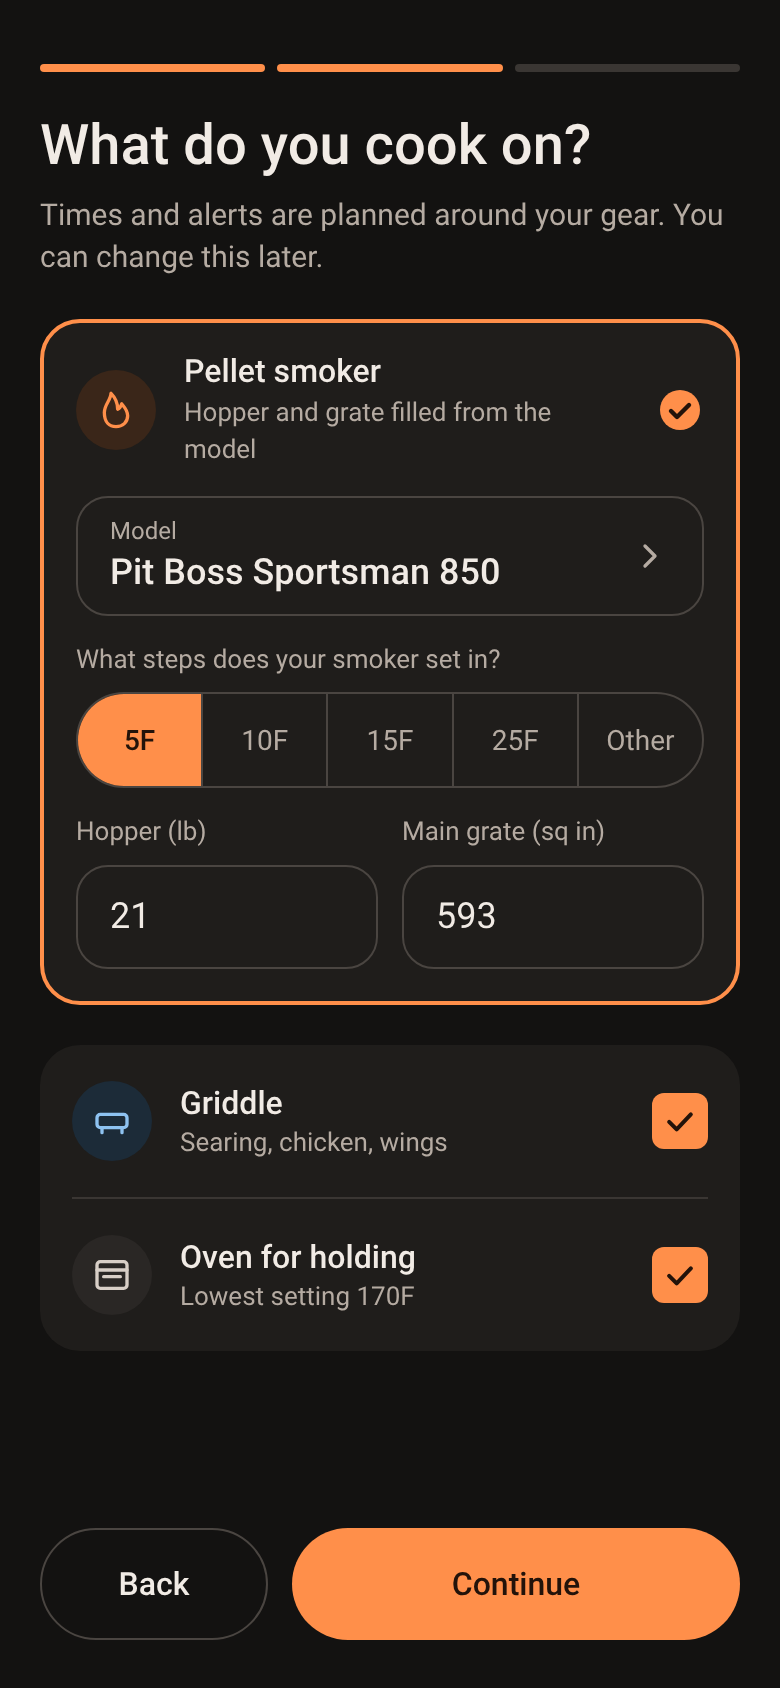 What do you cook on?
Times and alerts are planned around your gear. You
can change this later.
Pellet smoker
Hopper and grate filled from the
model
Model
Pit Boss Sportsman 850
What steps does your smoker set in?
5F 10F 15F 25F Other
Hopper (lb) Main grate (sq in)
21 593
Griddle
Searing, chicken, wings
Oven for holding
Lowest setting 170F
Back Continue